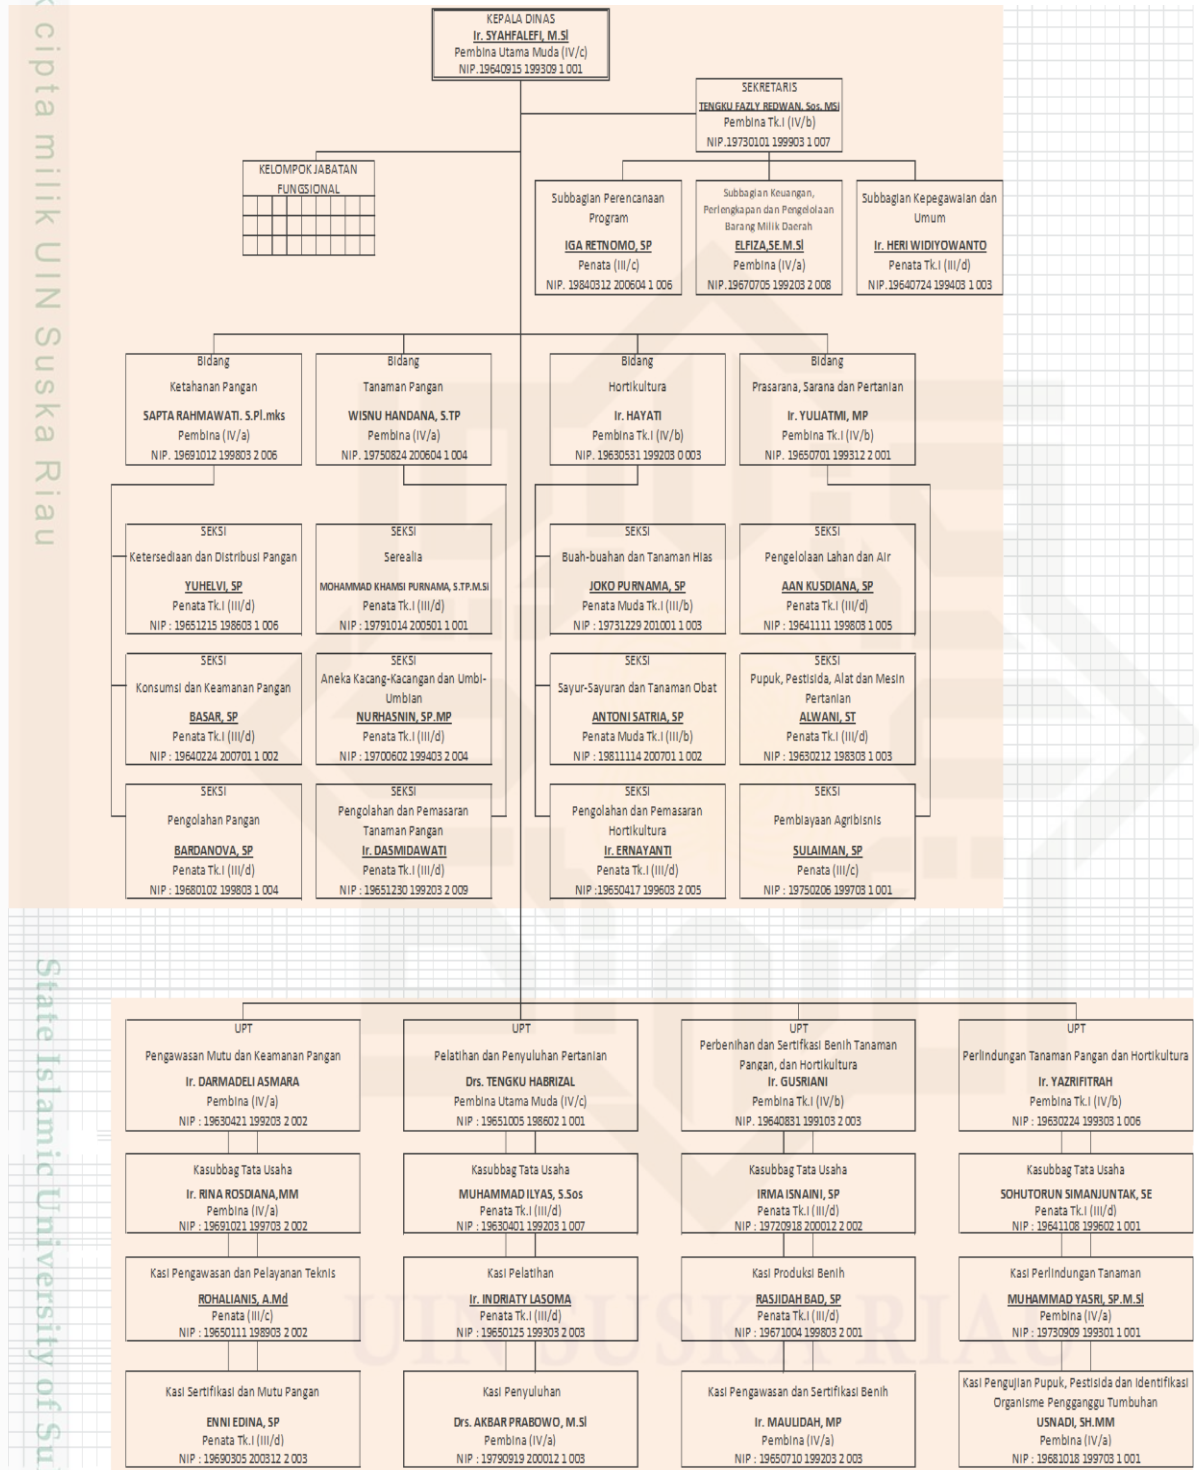 k cipta milik UIN Suska Riau
State Islamic University of Su
KEPALA DINAS
Ir. SYAHFALEFI, M.Si
Pembina Utama Muda (IV/c)
NIP.19640915 199309 1 001
SEKRETARIS
TENGKU FAZLY REDWAN, Sos, MSi
Pembina Tk.I (IV/b)
NIP.19730101 199903 1 007
KELOMPOK JABATAN
FUNGSIONAL
Subbagian Perencanaan
Program
IGA RETNOMO, SP
Penata (III/c)
NIP. 19840312 200604 1 006
Subbagian Keuangan,
Perlengkapan dan Pengelolaan
Barang Milik Daerah
ELFIZA,SE.M.Si
Pembina (IV/a)
NIP.19670705 199203 2 008
Subbagian Kepegawaian dan
Umum
Ir. HERI WIDIYOWANTO
Penata Tk.I (III/d)
NIP.19640724 199403 1 003
Bidang
Ketahanan Pangan
SAPTA RAHMAWATI. S.Pi.mks
Pembina (IV/a)
NIP. 19691012 199803 2 006
Bidang
Tanaman Pangan
WISNU HANDANA, S.TP
Pembina (IV/a)
NIP. 19750824 200604 1 004
Bidang
Hortikultura
Ir. HAYATI
Pembina Tk.I (IV/b)
NIP. 19630531 199203 0 003
Bidang
Prasarana, Sarana dan Pertanian
Ir. YULIATMI, MP
Pembina Tk.I (IV/b)
NIP. 19650701 199312 2 001
SEKSI
Ketersediaan dan Distribusi Pangan
YUHELVI, SP
Penata Tk.I (III/d)
NIP : 19651215 198603 1 006
SEKSI
Serealia
MOHAMMAD KHAMSI PURNAMA, S.TP.M.Si
Penata Tk.I (III/d)
NIP : 19791014 200501 1 001
SEKSI
Buah-buahan dan Tanaman Hias
JOKO PURNAMA, SP
Penata Muda Tk.I (III/b)
NIP : 19731229 201001 1 003
SEKSI
Pengelolaan Lahan dan Air
AAN KUSDIANA, SP
Penata Tk.I (III/d)
NIP : 19641111 199803 1 005
SEKSI
Konsumsi dan Keamanan Pangan
BASAR, SP
Penata Tk.I (III/d)
NIP : 19640224 200701 1 002
SEKSI
Aneka Kacang-Kacangan dan Umbi-
Umbian
NURHASNIN, SP.MP
Penata Tk.I (III/d)
NIP : 19700602 199403 2 004
SEKSI
Sayur-Sayuran dan Tanaman Obat
ANTONI SATRIA, SP
Penata Muda Tk.I (III/b)
NIP : 19811114 200701 1 002
SEKSI
Pupuk, Pestisida, Alat dan Mesin
Pertanian
ALWANI, ST
Penata Tk.I (III/d)
NIP : 19630212 198303 1 003
SEKSI
Pengolahan Pangan
BARDANOVA, SP
Penata Tk.I (III/d)
NIP : 19680102 199803 1 004
SEKSI
Pengolahan dan Pemasaran
Tanaman Pangan
Ir. DASMIDAWATI
Penata Tk.I (III/d)
NIP : 19651230 199203 2 009
SEKSI
Pengolahan dan Pemasaran
Hortikultura
Ir. ERNAYANTI
Penata Tk.I (III/d)
NIP : 19650417 199603 2 005
SEKSI
Pembiayaan Agribisnis
SULAIMAN, SP
Penata (III/c)
NIP : 19750206 199703 1 001
UPT
Pengawasan Mutu dan Keamanan Pangan
Ir. DARMADELI ASMARA
Pembina (IV/a)
NIP : 19630421 199203 2 002
UPT
Pelatihan dan Penyuluhan Pertanian
Drs. TENGKU HABRIZAL
Pembina Utama Muda (IV/c)
NIP : 19651005 198602 1 001
UPT
Perbenihan dan Sertifkasi Benih Tanaman
Pangan, dan Hortikultura
Ir. GUSRIANI
Pembina Tk.I (IV/b)
NIP. 19640831 199103 2 003
UPT
Perlindungan Tanaman Pangan dan Hortikultura
Ir. YAZRIFITRAH
Pembina Tk.I (IV/b)
NIP : 19630224 199303 1 006
Kasubbag Tata Usaha
Ir. RINA ROSDIANA,MM
Pembina (IV/a)
NIP : 19691021 199703 2 002
Kasubbag Tata Usaha
MUHAMMAD ILYAS, S.Sos
Penata Tk.I (III/d)
NIP : 19630401 199203 1 007
Kasubbag Tata Usaha
IRMA ISNAINI, SP
Penata Tk.I (III/d)
NIP : 19720918 200012 2 002
Kasubbag Tata Usaha
SOHUTORUN SIMANJUNTAK, SE
Penata Tk.I (III/d)
NIP : 19641108 199602 1 001
Kasi Pengawasan dan Pelayanan Teknis
ROHALIANIS, A.Md
Penata (III/c)
NIP : 19650111 198903 2 002
Kasi Pelatihan
Ir. INDRIATY LASOMA
Penata Tk.I (III/d)
NIP : 19650125 199303 2 003
Kasi Produksi Benih
RASJIDAH BAD, SP
Penata Tk.I (III/d)
NIP : 19671004 199803 2 001
Kasi Perlindungan Tanaman
MUHAMMAD YASRI, SP.M.Si
Pembina (IV/a)
NIP : 19730909 199301 1 001
UIN SUSKA RIAU
Kasi Sertifikasi dan Mutu Pangan
ENNI EDINA, SP
Penata Tk.I (III/d)
NIP : 19690305 200312 2 003
Kasi Penyuluhan
Drs. AKBAR PRABOWO, M.Si
Pembina (IV/a)
NIP : 19790919 200012 1 003
Kasi Pengawasan dan Sertifikasi Benih
Ir. MAULIDAH, MP
Pembina (IV/a)
NIP : 19650710 199203 2 003
Kasi Pengujian Pupuk, Pestisida dan Identifikasi
Organisme Pengganggu Tumbuhan
USNADI, SH.MM
Pembina (IV/a)
NIP : 19681018 199703 1 001